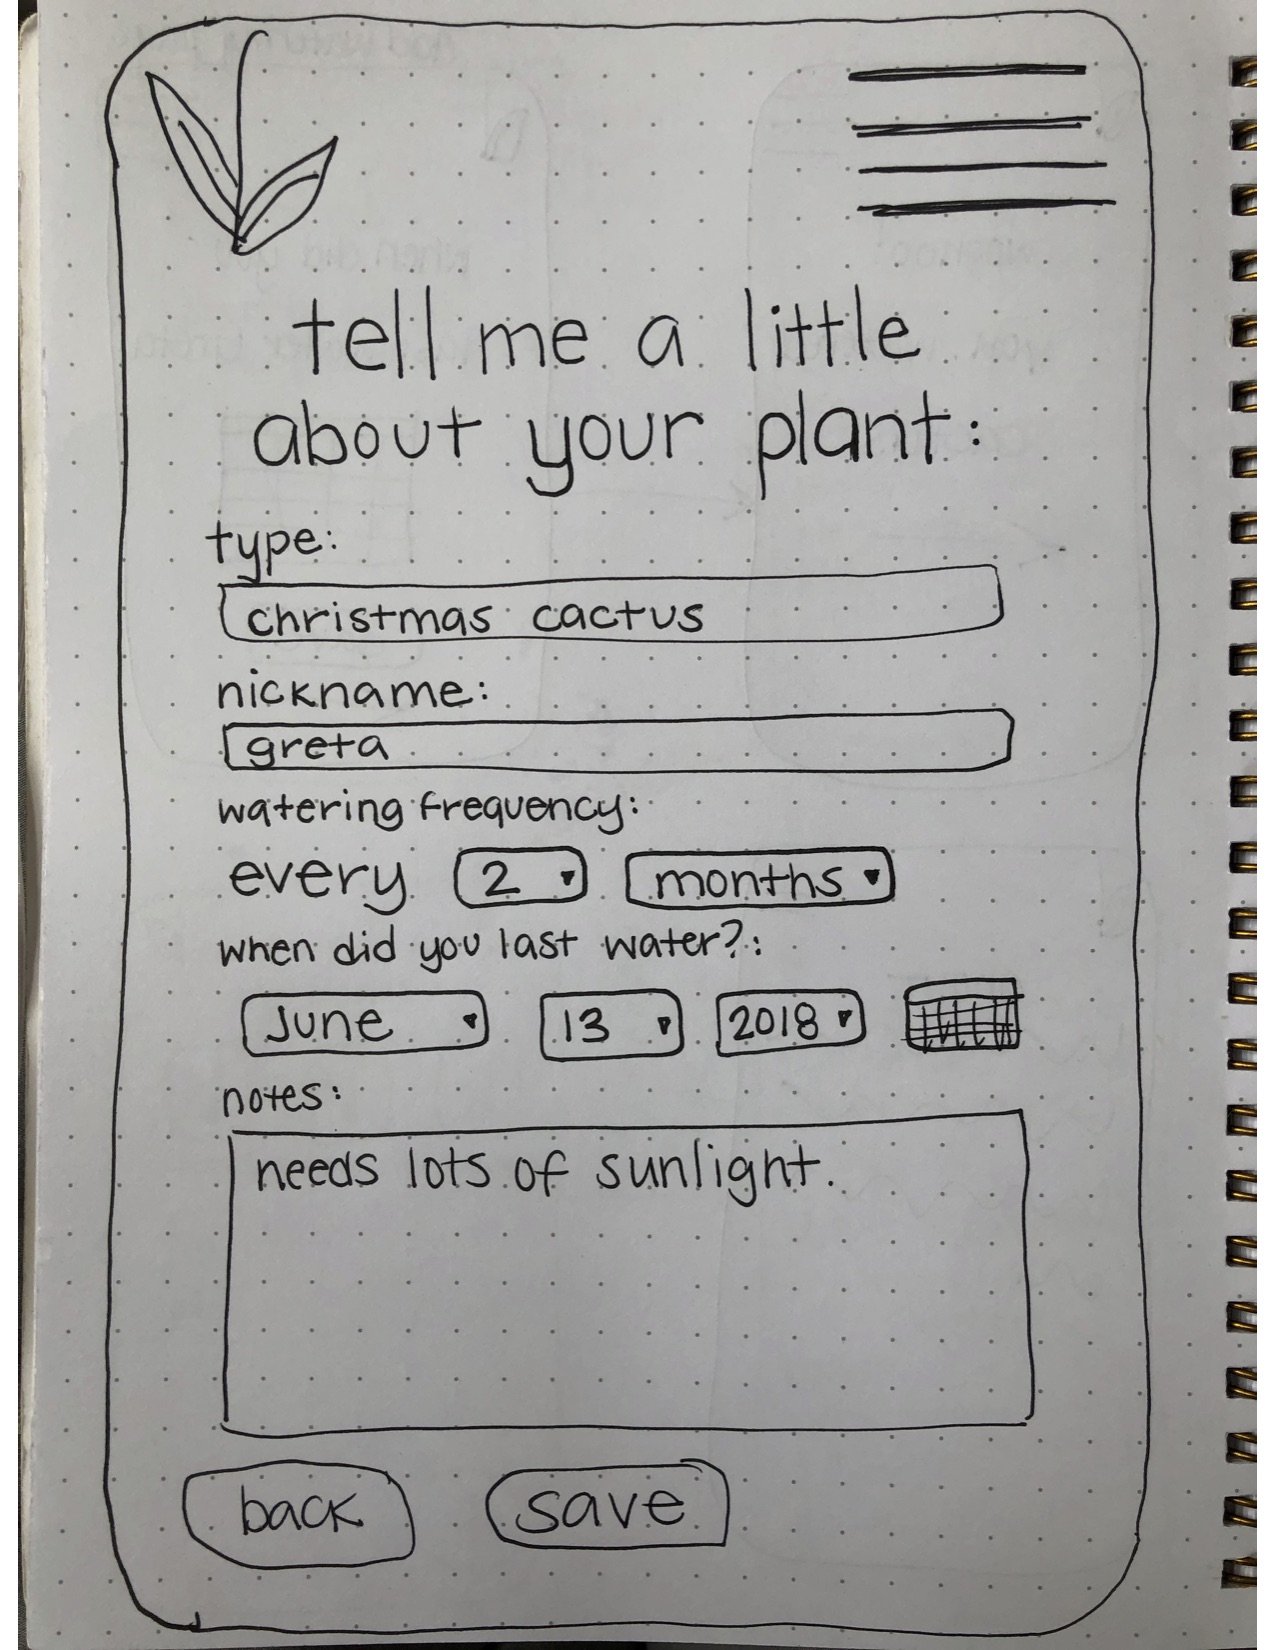 tell me a little
about your plant:
type:
christmas cactus
nickname:
greta
watering frequency:
every 2 months
when did you last water?:
June 13 2018
notes:
needs lots of sunlight.
back save